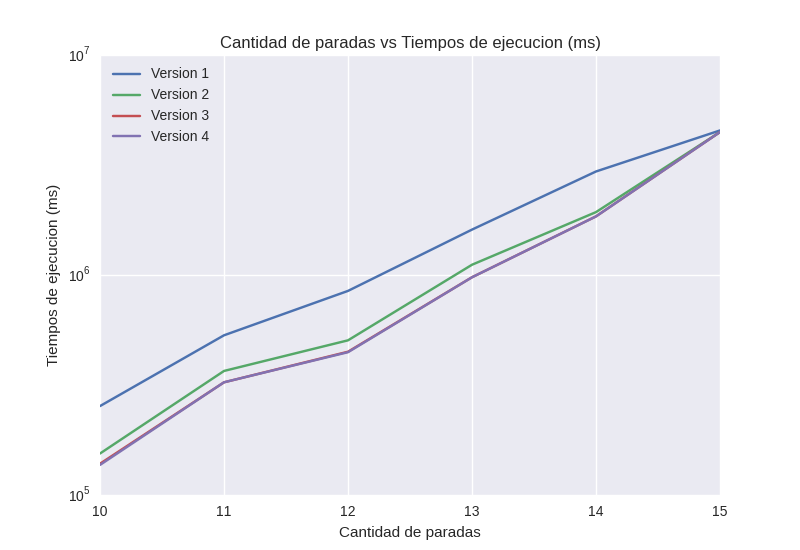 Cantidad de paradas vs Tiempos de ejecucion (ms)
10^7
Version 1
Version 2
Version 3
Version 4
Tiempos de ejecucion (ms)
10^6
10^5
10 11 12 13 14 15
Cantidad de paradas